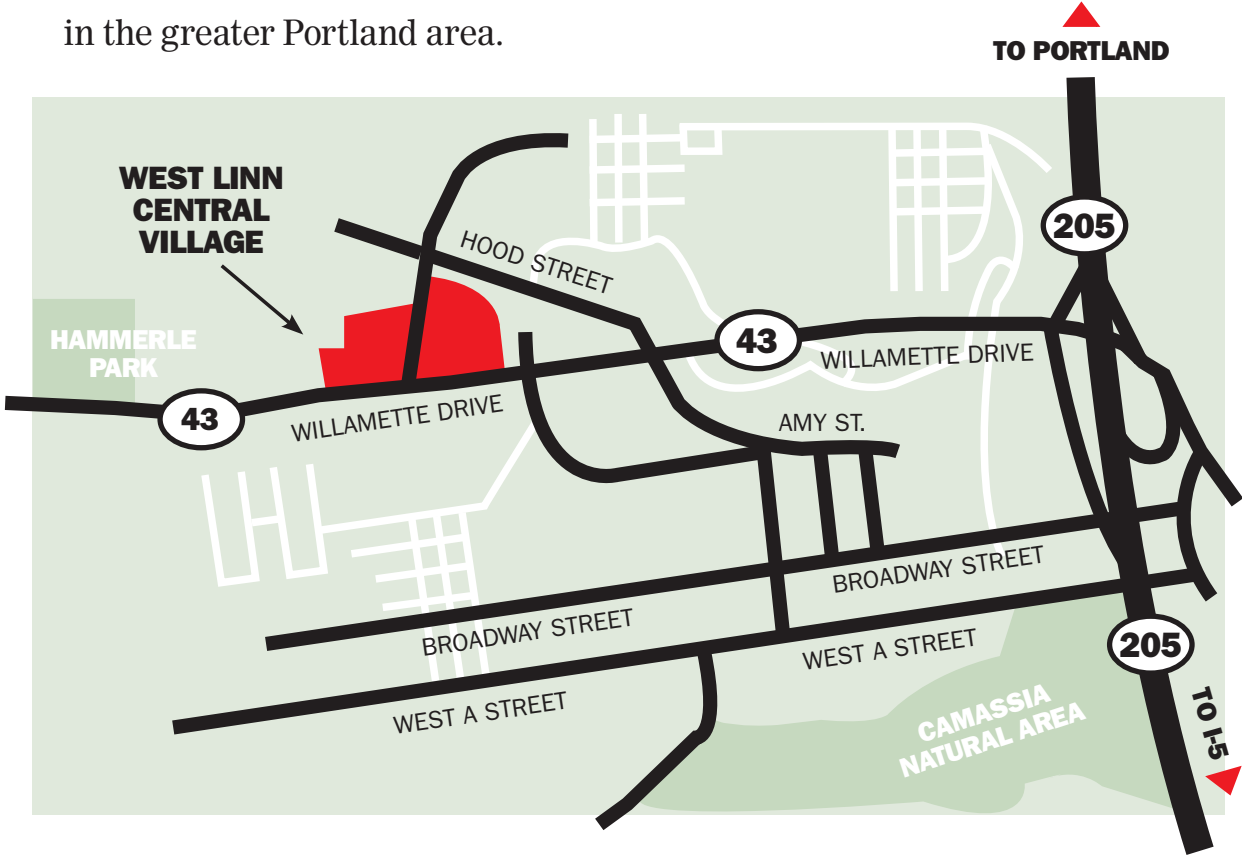 in the greater Portland area.
TO PORTLAND
WEST LINN
CENTRAL
VILLAGE
205
HOOD STREET
HAMMERLE
PARK
43
WILLAMETTE DRIVE
43
WILLAMETTE DRIVE
AMY ST.
BROADWAY STREET
BROADWAY STREET
WEST A STREET
WEST A STREET
205
CAMASSIA
NATURAL AREA
TO I-5